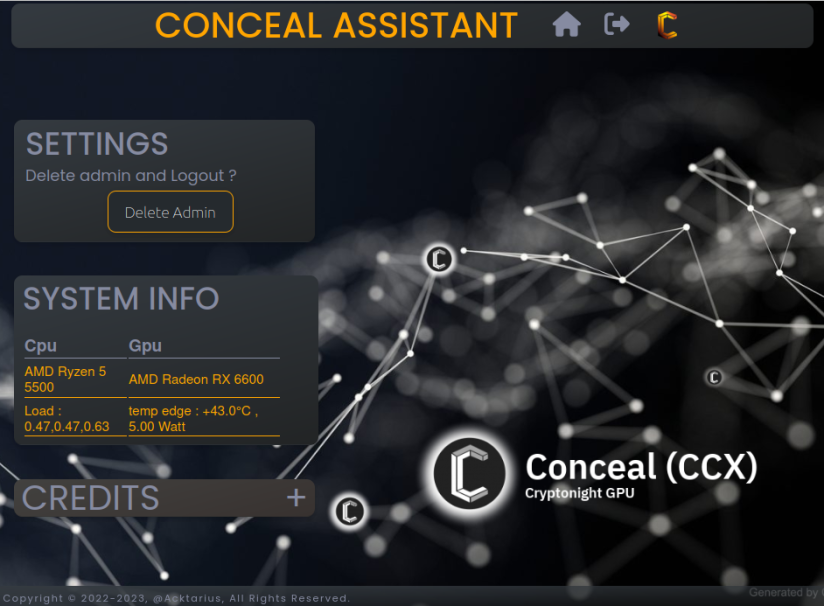 CONCEAL ASSISTANT
SETTINGS
Delete admin and Logout ?
Delete Admin
SYSTEM INFO
Cpu Gpu
AMD Ryzen 5
5500
AMD Radeon RX 6600
Load :
0.47,0.47,0.63
temp edge : +43.0°C ,
5.00 Watt
Conceal (CCX)
Cryptonight GPU
CREDITS +
Copyright © 2022-2023, @Acktarius, All Rights Reserved.
Generated by